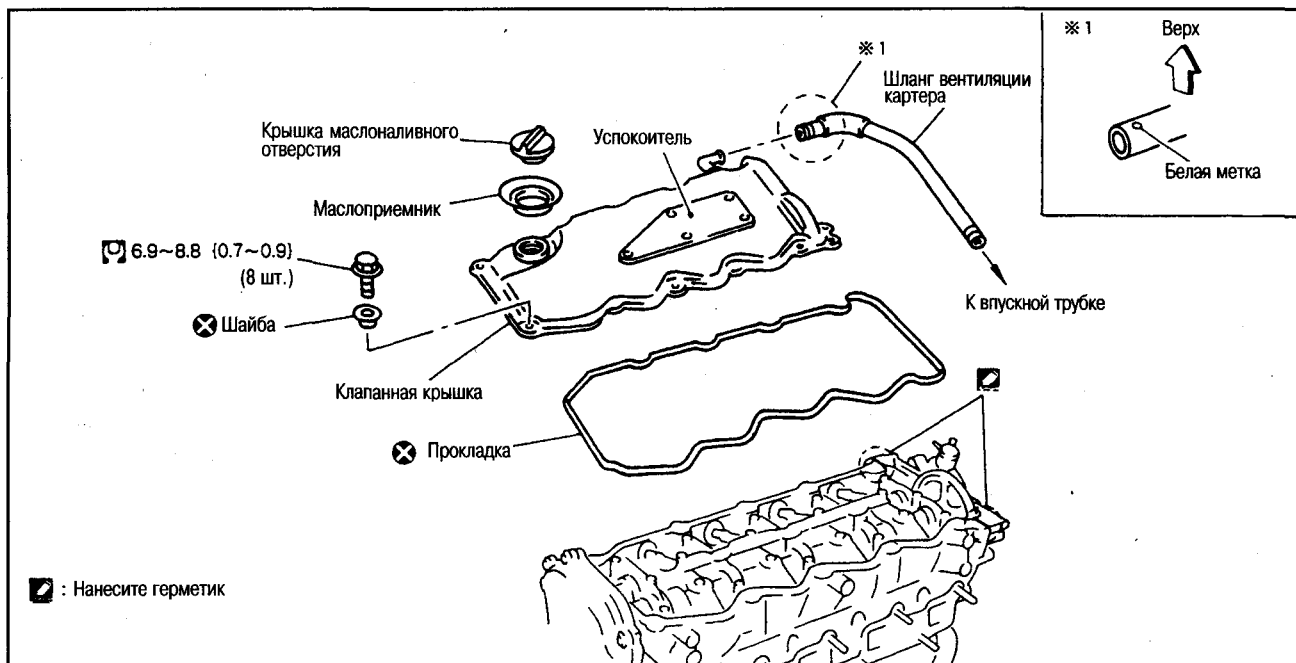 ※ 1
Верх
Белая метка
※ 1
Шланг вентиляции
картера
Крышка маслоналивного
отверстия
Успокоитель
Маслоприемник
6.9~8.8 {0.7~0.9}
(8 шт.)
Шайба
К впускной трубке
Клапанная крышка
Прокладка
: Нанесите герметик